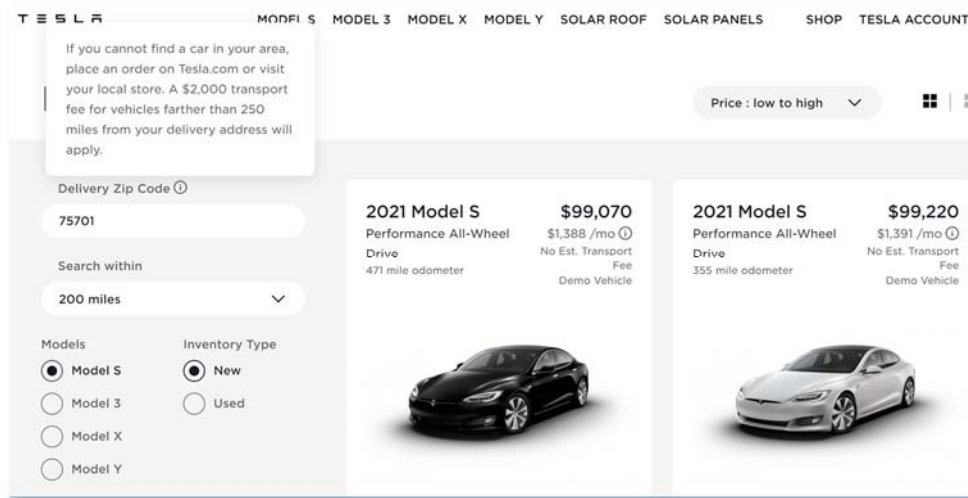 TESLA MODEL S MODEL 3 MODEL X MODEL Y SOLAR ROOF SOLAR PANELS SHOP TESLA ACCOUNT
If you cannot find a car in your area,
place an order on Tesla.com or visit
your local store. A $2,000 transport
fee for vehicles farther than 250
miles from your delivery address will
apply.
Price : low to high
Delivery Zip Code
75701
Search within
200 miles
Models
Model S
Model 3
Model X
Model Y
Inventory Type
New
Used
2021 Model S
$99,070
Performance All-Wheel
Drive
471 mile odometer
$1,388 /mo
No Est. Transport
Fee
Demo Vehicle
2021 Model S
$99,220
Performance All-Wheel
Drive
355 mile odometer
$1,391 /mo
No Est. Transport
Fee
Demo Vehicle